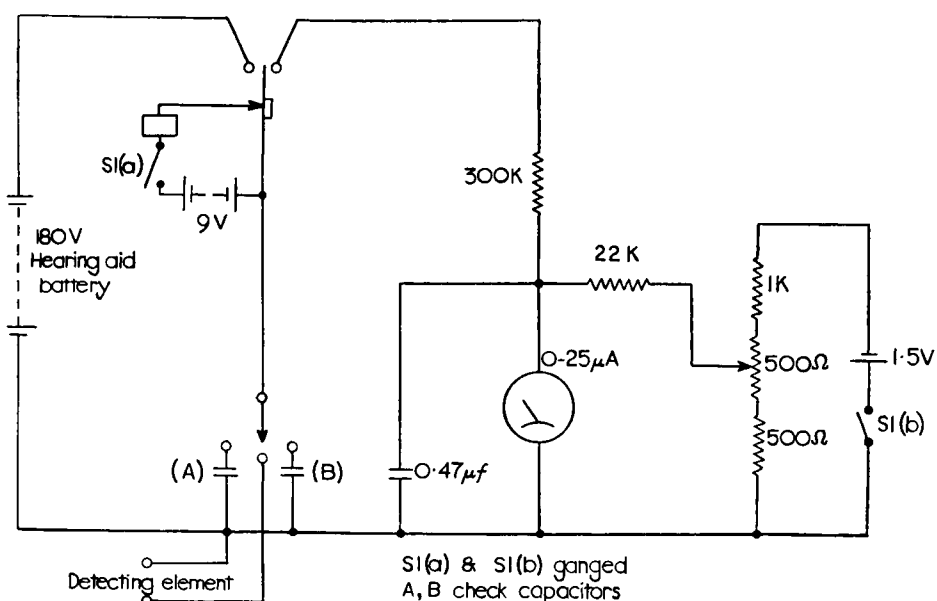 S1(a)
9V
180V
Hearing aid
battery
300K
22K
1K
0-25μA
500Ω
1·5V
S1(b)
(A)
(B)
0·47μf
500Ω
Detecting element
S1(a) & S1(b) ganged
A, B check capacitors